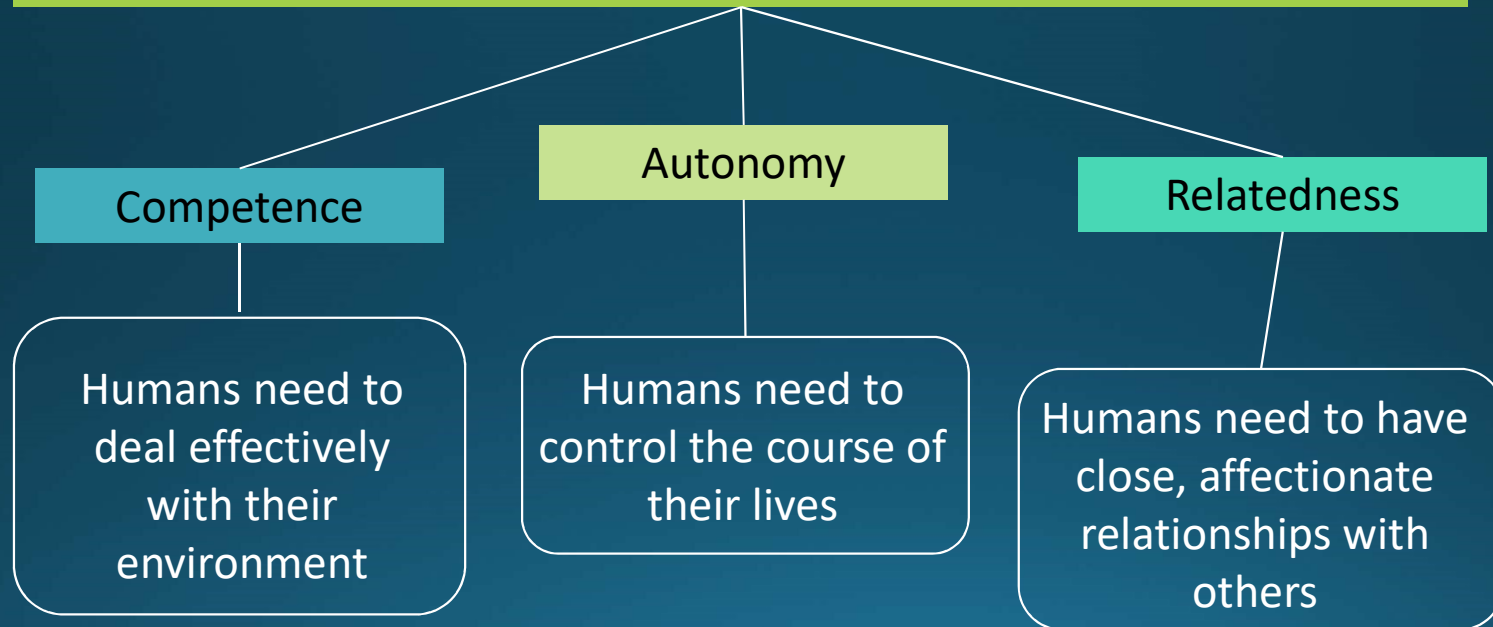 Competence
Humans need to
deal effectively
with their
environment
Autonomy
Humans need to
control the course of
their lives
Relatedness
Humans need to have
close, affectionate
relationships with
others